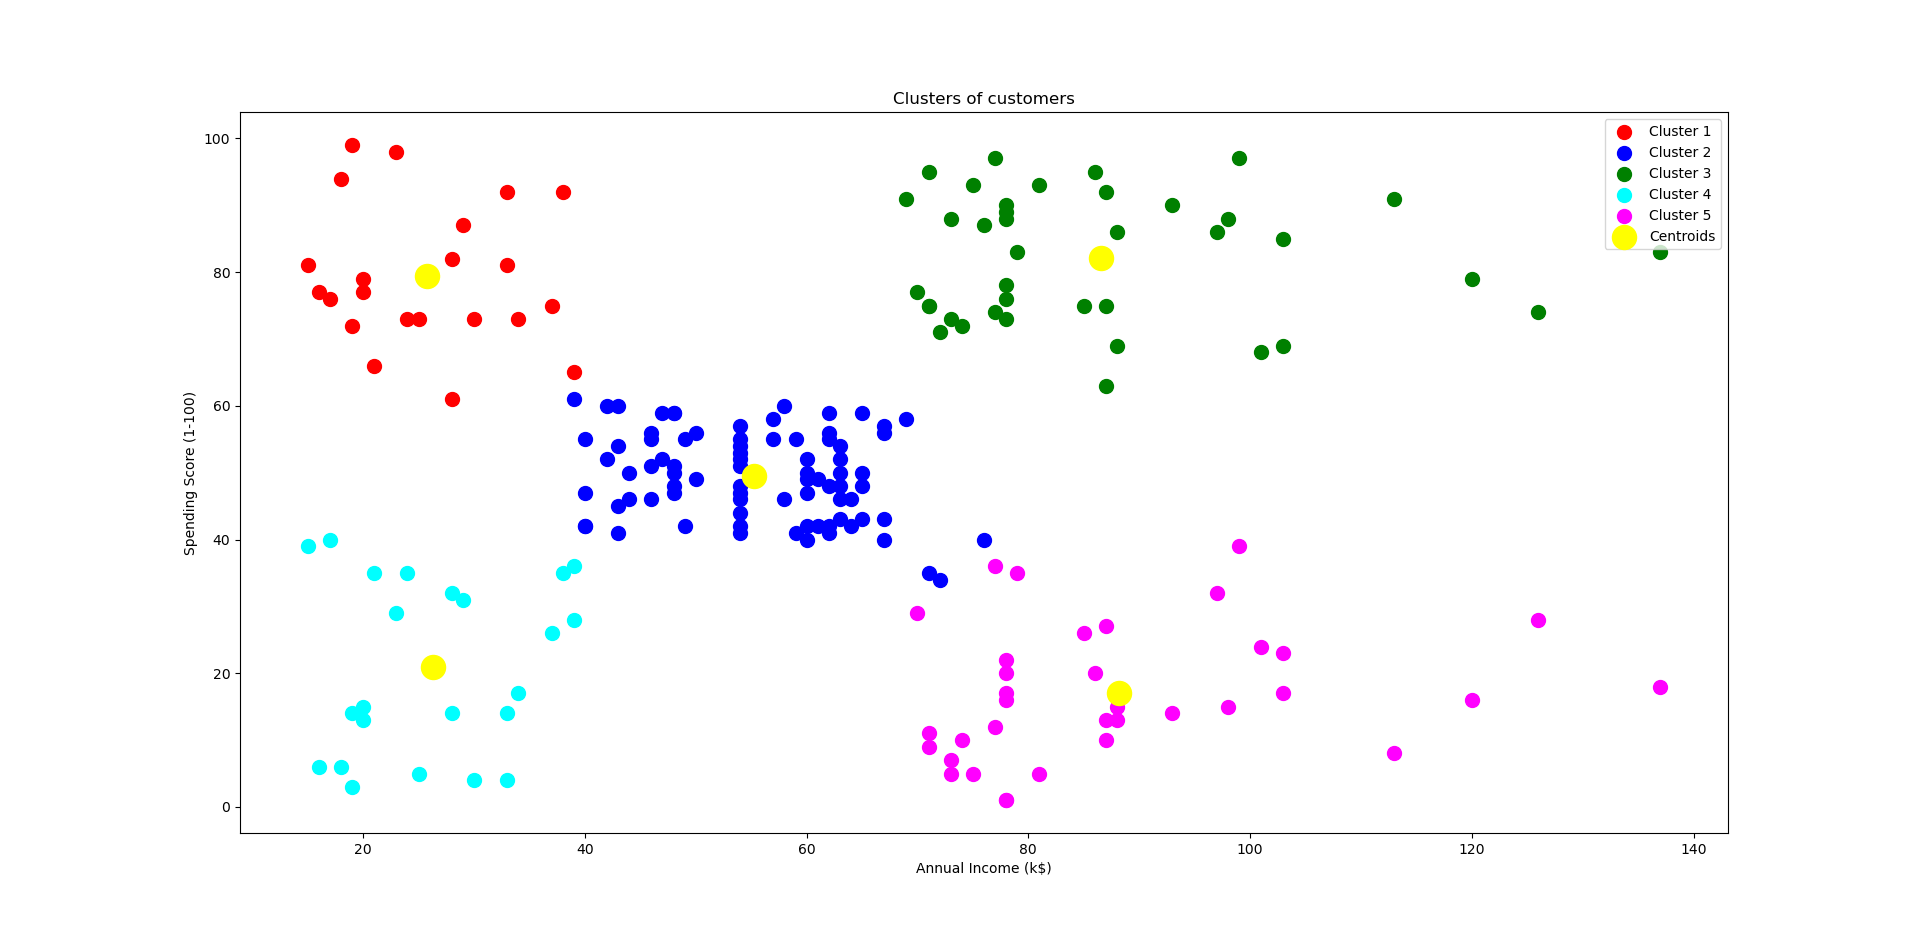 Clusters of customers
Cluster 1
Cluster 2
Cluster 3
Cluster 4
Cluster 5
Centroids
Spending Score (1-100)
100
80
60
40
20
0
20
40
60
80
100
120
140
Annual Income (k$)